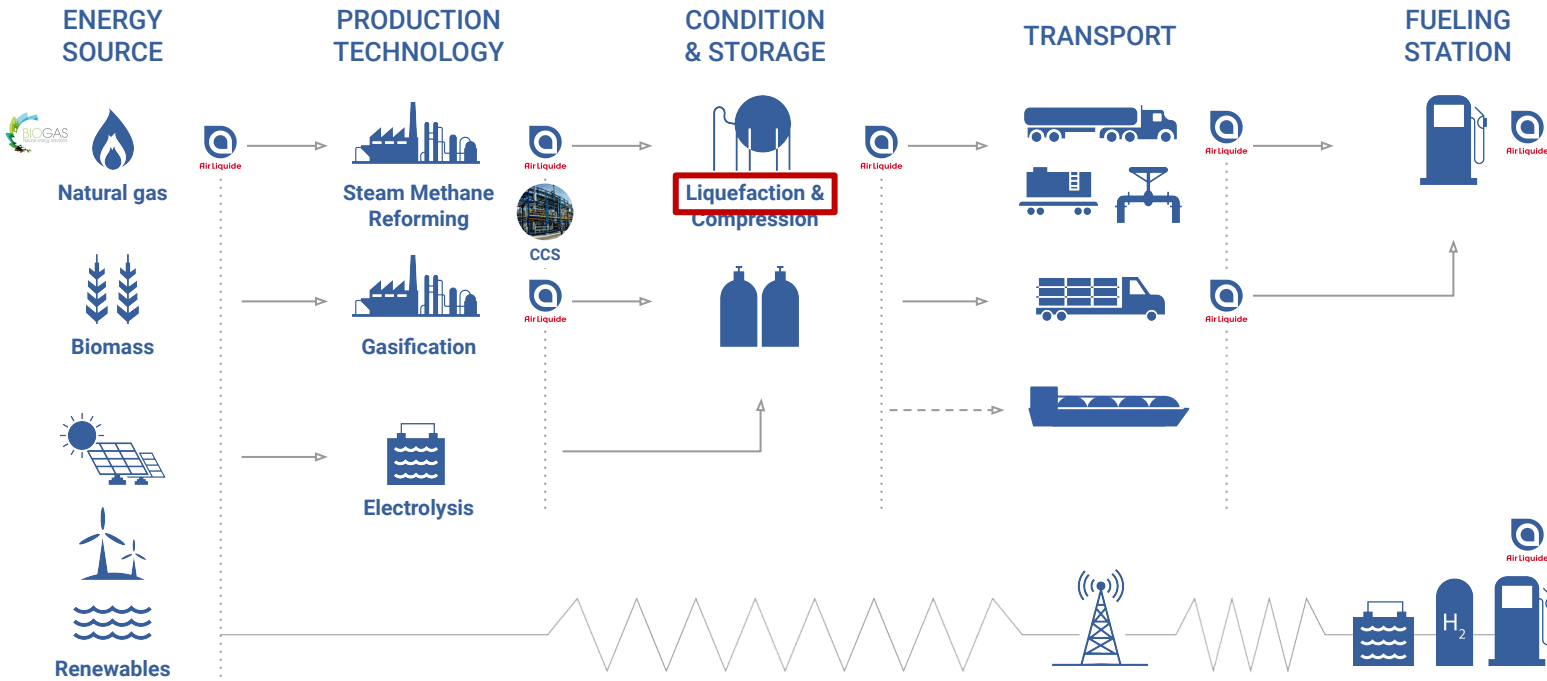 ENERGY
SOURCE
PRODUCTION
TECHNOLOGY
CONDITION
& STORAGE
TRANSPORT
FUELING
STATION
BIOGAS
Air Liquide
Air Liquide
Air Liquide
Air Liquide
Air Liquide
Natural gas
Steam Methane
Reforming
Liquefaction &
Compression
CCS
Air Liquide
Air Liquide
Biomass
Gasification
Electrolysis
Air Liquide
H2
Renewables